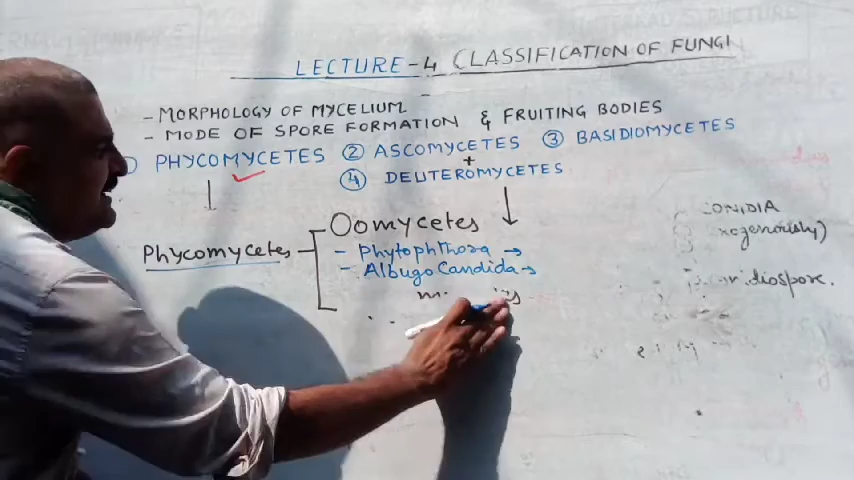 LECTURE-4 CLASSIFICATION OF FUNGI
- MORPHOLOGY OF MYCELIUM
- MODE OF SPORE FORMATION & FRUITING BODIES
PHYCOMYCETES ② ASCOMYCETES ③ BASIDIOMYCETES
+
④ DEUTEROMYCETES
Oomycetes
Phycomycetes
- Phytophthora →
- Albugo Candida →
CONIDIA